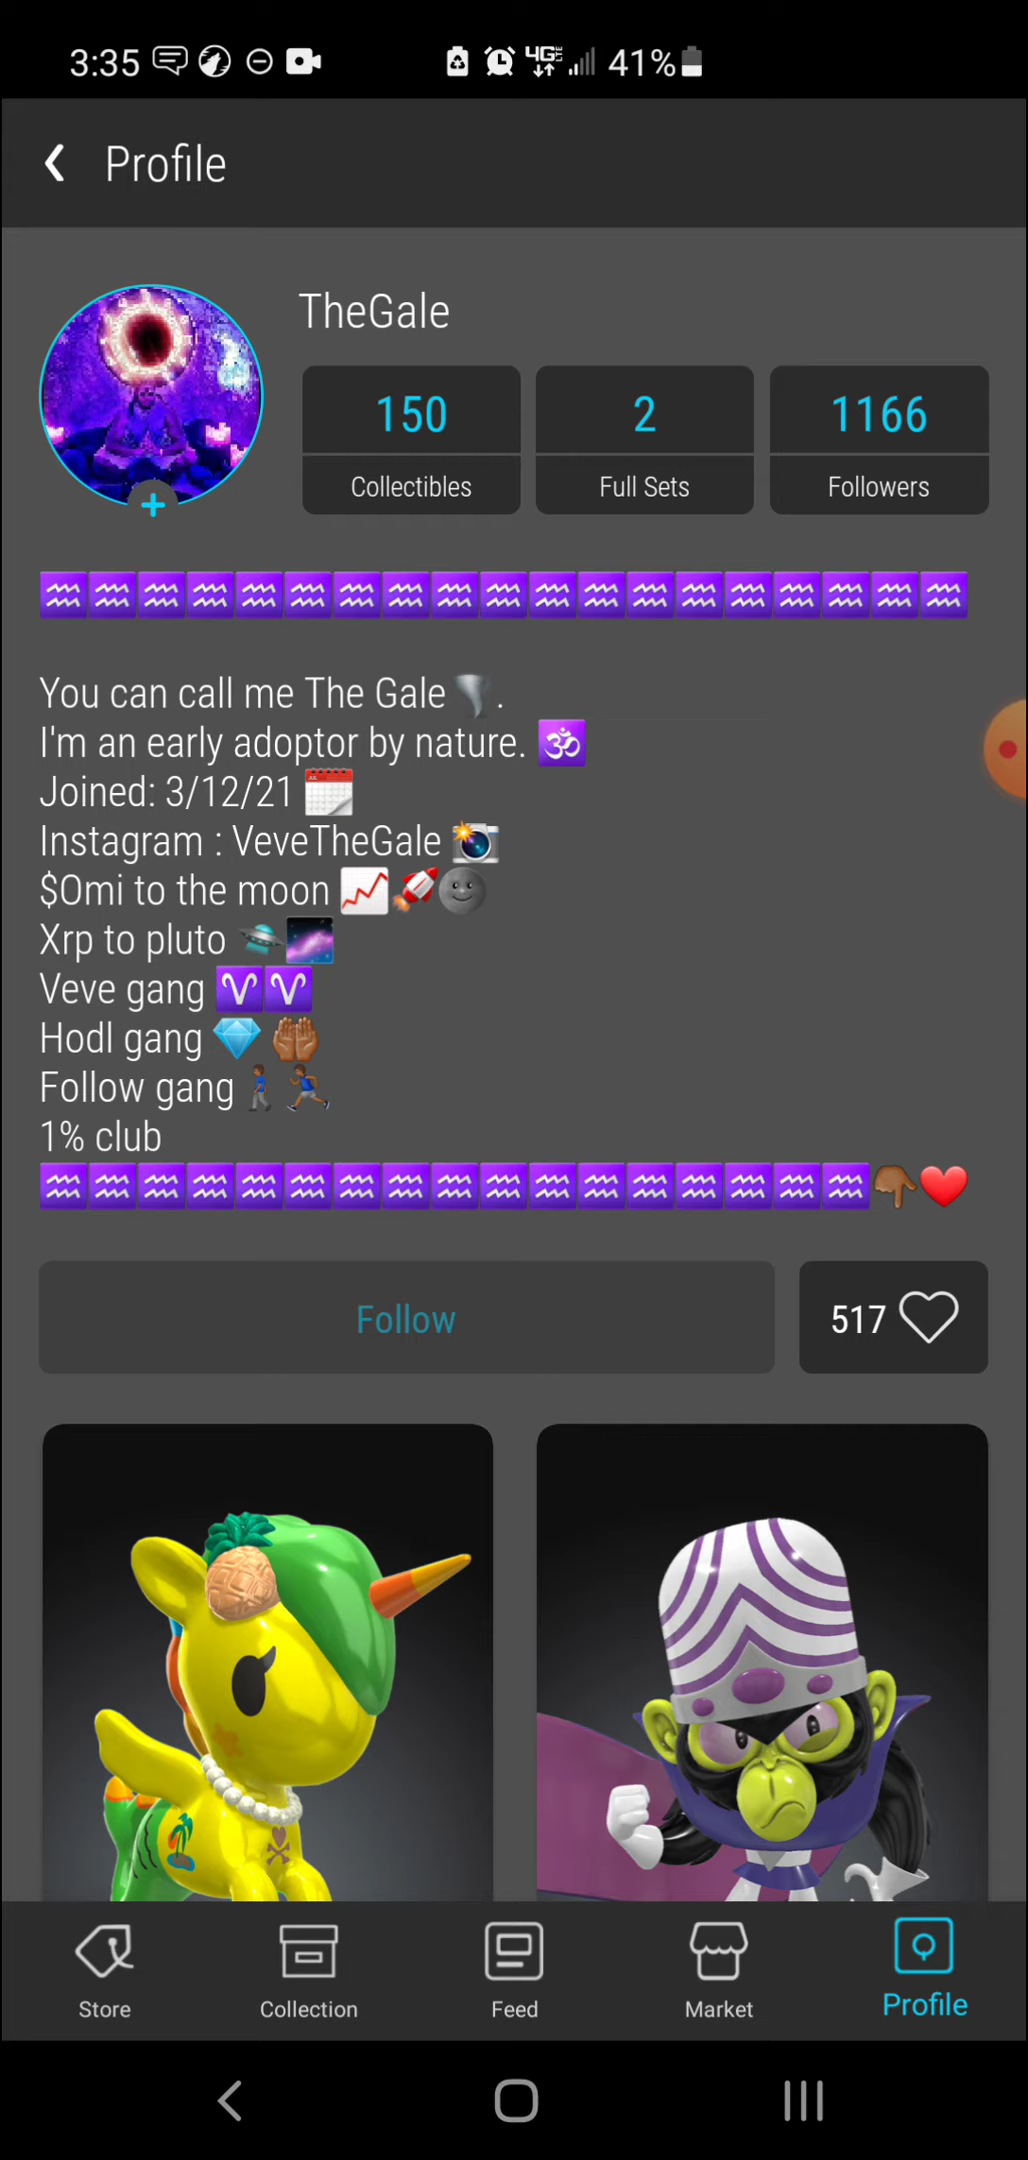 3:35 41%
Profile
TheGale
150 2 1166
Collectibles Full Sets Followers
♒♒♒♒♒♒♒♒♒♒♒♒♒♒♒♒♒♒♒
You can call me The Gale🌪.
I'm an early adoptor by nature. 🕉
Joined: 3/12/21 📅
Instagram : VeveTheGale 📸
$Omi to the moon 📈🚀🌚
Xrp to pluto 🛸🌌
Veve gang ♈♈
Hodl gang 💎🤲🏾
Follow gang🚶🏾🏃🏾
1% club
♒♒♒♒♒♒♒♒♒♒♒♒♒♒♒♒♒👇🏾❤
Follow 517
Store Collection Feed Market Profile